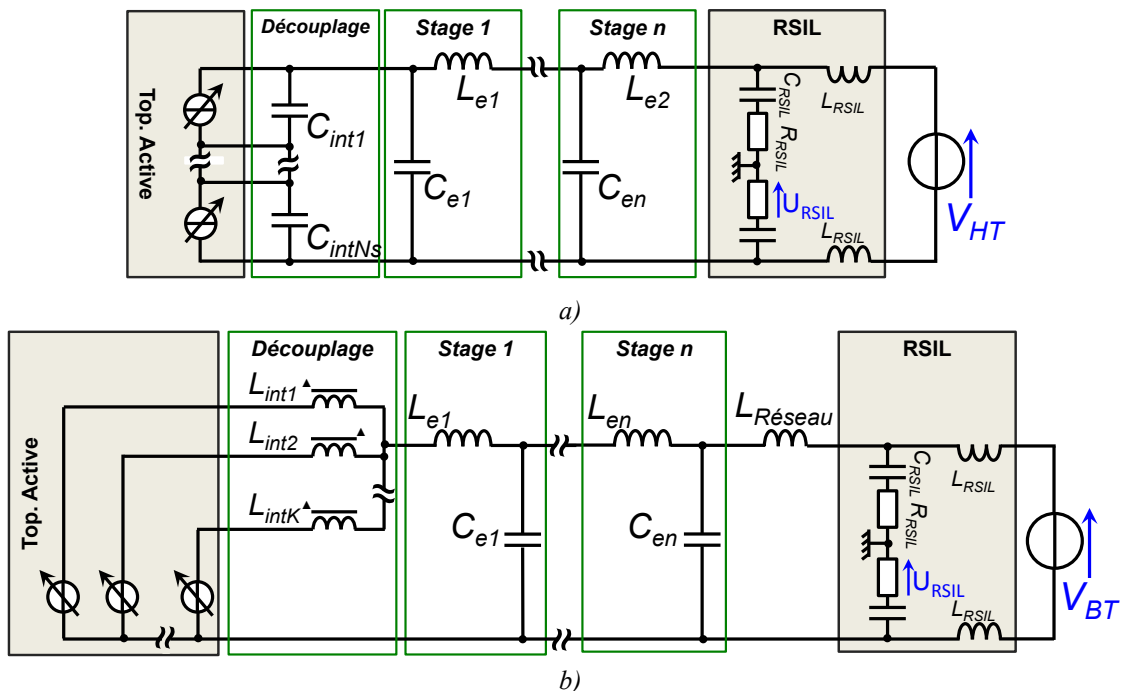 Découplage
Stage 1
Stage n
RSIL
Top. Active
C_int1
C_intNs
L_e1
C_e1
L_e2
C_en
C_RSIL
R_RSIL
U_RSIL
L_RSIL
L_RSIL
V_HT
a)
Découplage
Stage 1
Stage n
RSIL
Top. Active
L_int1
L_int2
L_intK
L_e1
C_e1
L_en
C_en
L_Réseau
C_RSIL
R_RSIL
U_RSIL
L_RSIL
L_RSIL
V_BT
b)